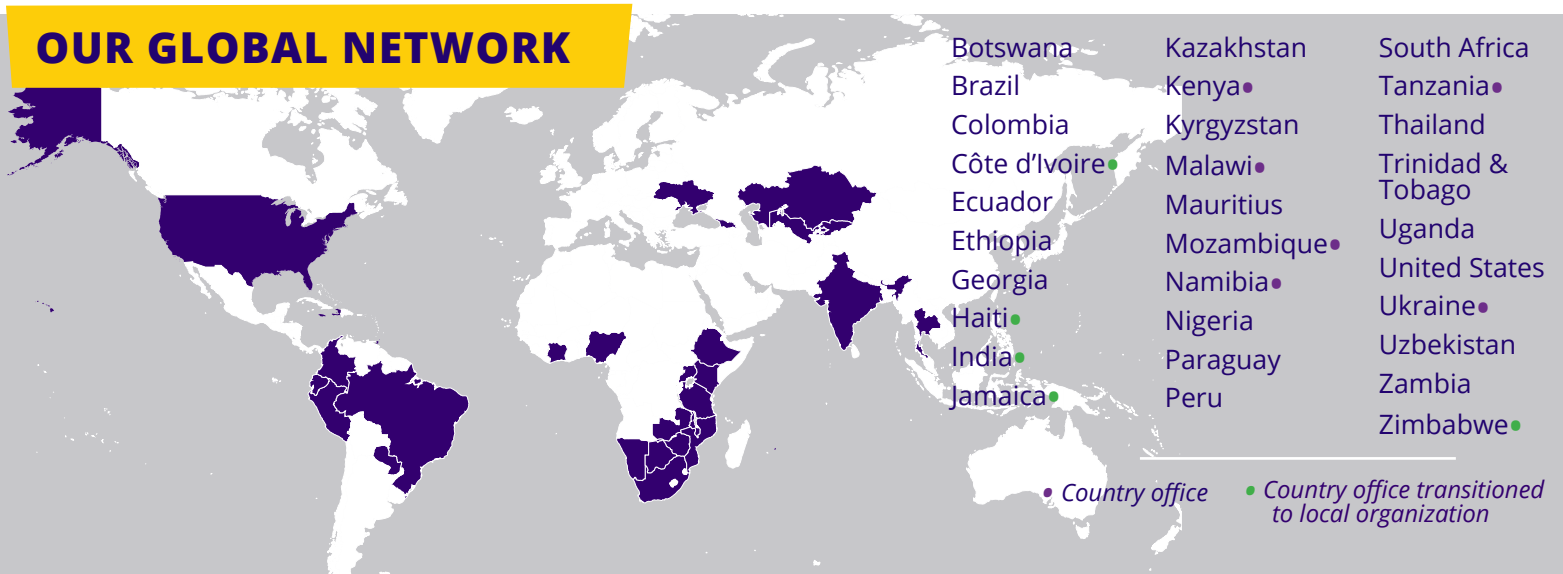 OUR GLOBAL NETWORK
Botswana
Brazil
Colombia
Côte d’Ivoire•
Ecuador
Ethiopia
Georgia
Haiti•
India•
Jamaica•
Kazakhstan
Kenya•
Kyrgyzstan
Malawi•
Mauritius
Mozambique•
Namibia•
Nigeria
Paraguay
Peru
South Africa
Tanzania•
Thailand
Trinidad &
Tobago
Uganda
United States
Ukraine•
Uzbekistan
Zambia
Zimbabwe•
• Country office
• Country office transitioned
to local organization